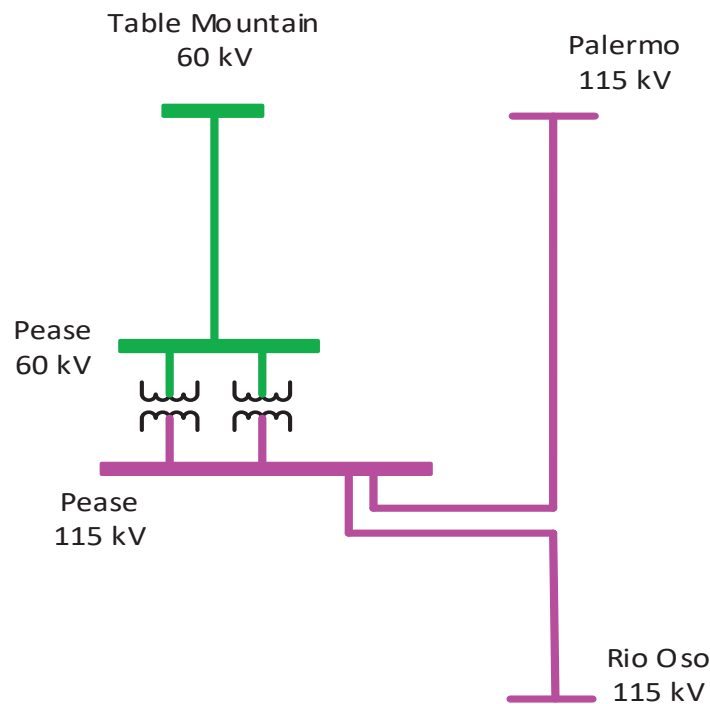 Table Mountain
60 kV
Palermo
115 kV
Pease
60 kV
Pease
115 kV
Rio Oso
115 kV